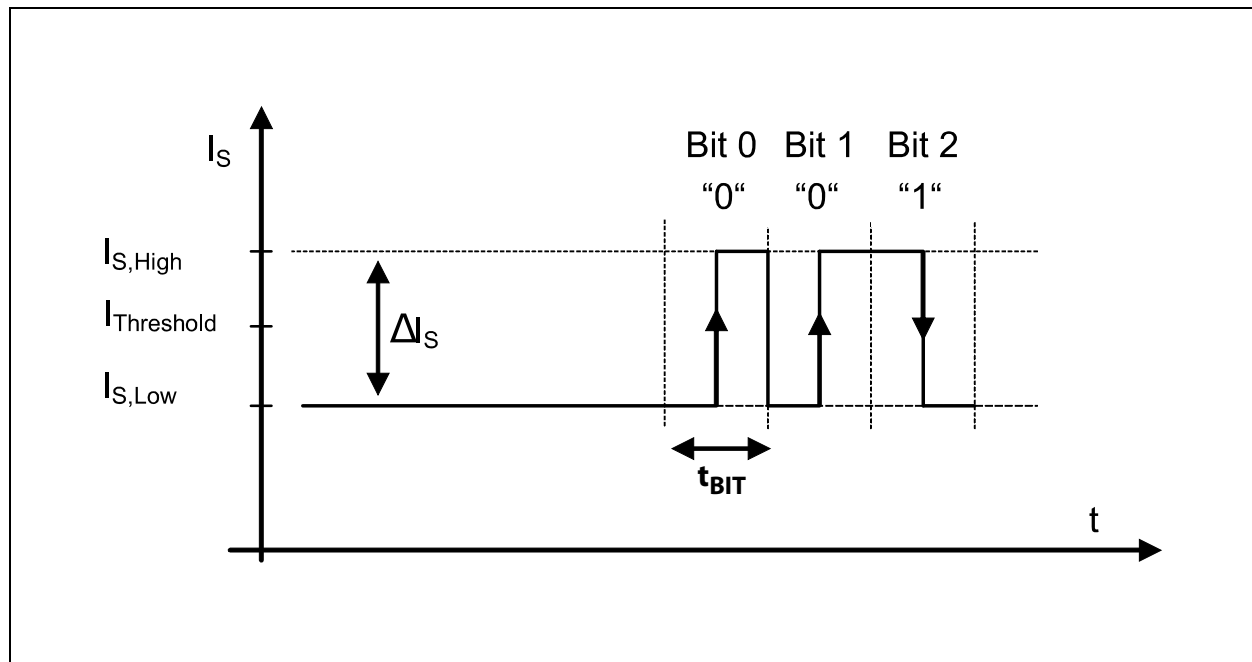 I_S
Bit 0 Bit 1 Bit 2
“0“ “0“ “1“
I_S,High
I_Threshold
ΔI_S
I_S,Low
t_BIT
t